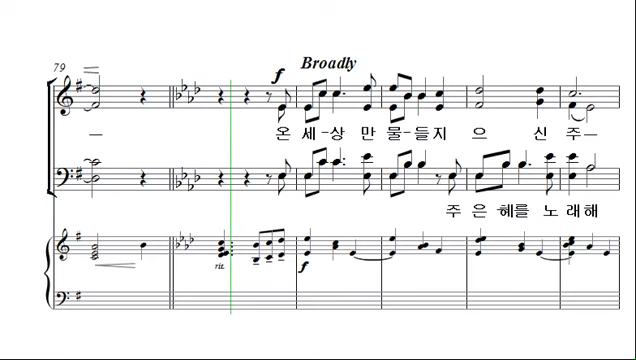 79
Broadly
f
온 세-상 만 물-들지 으 신 주
주 은 혜를 노 래해
rit.
f